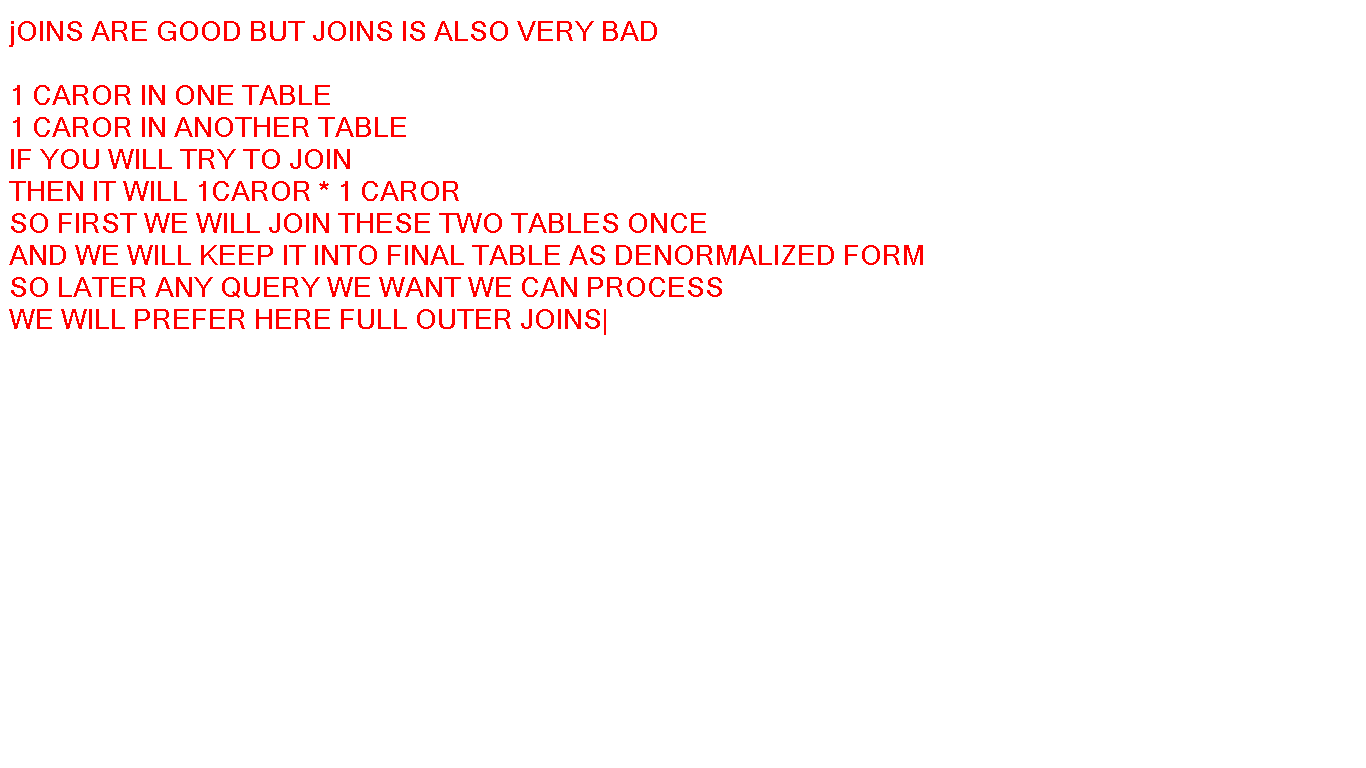 jOINS ARE GOOD BUT JOINS IS ALSO VERY BAD
1 CAROR IN ONE TABLE
1 CAROR IN ANOTHER TABLE
IF YOU WILL TRY TO JOIN
THEN IT WILL 1CAROR * 1 CAROR
SO FIRST WE WILL JOIN THESE TWO TABLES ONCE
AND WE WILL KEEP IT INTO FINAL TABLE AS DENORMALIZED FORM
SO LATER ANY QUERY WE WANT WE CAN PROCESS
WE WILL PREFER HERE FULL OUTER JOINS